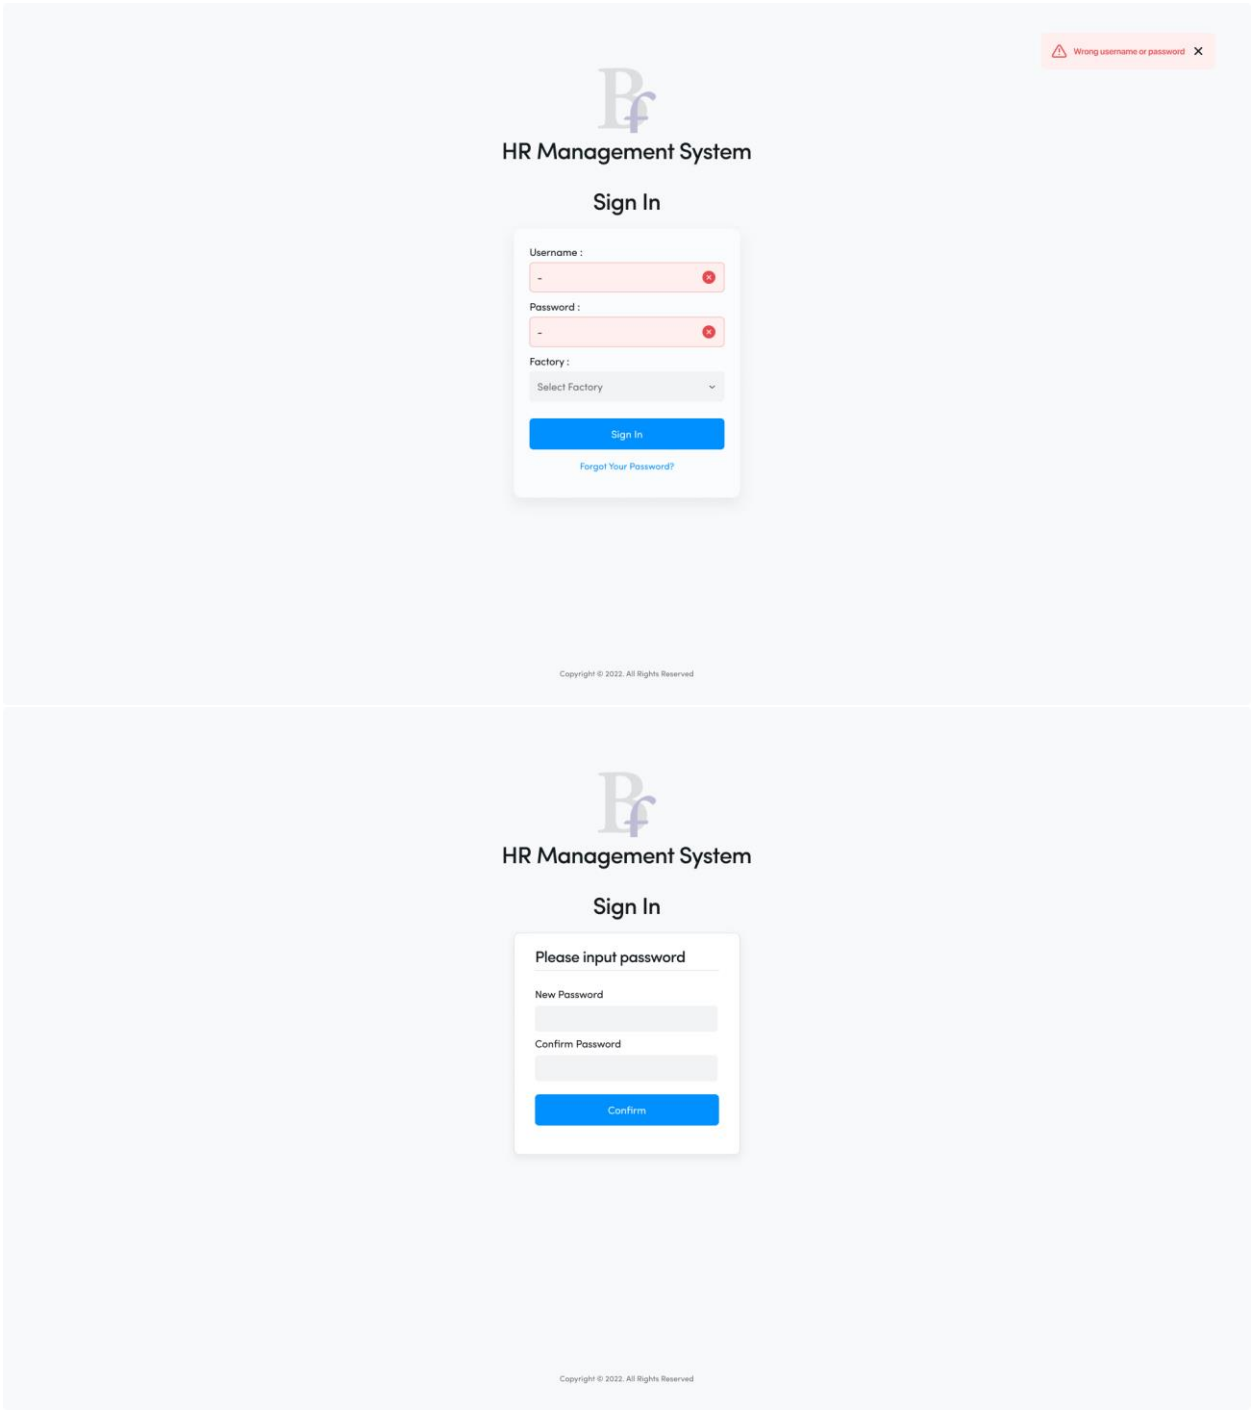 Wrong username or password
Bf
HR Management System
Sign In
Username :
-
Password :
-
Factory :
Select Factory
Sign In
Forgot Your Password?
Copyright © 2022. All Rights Reserved
Bf
HR Management System
Sign In
Please input password
New Password
Confirm Password
Confirm
Copyright © 2022. All Rights Reserved